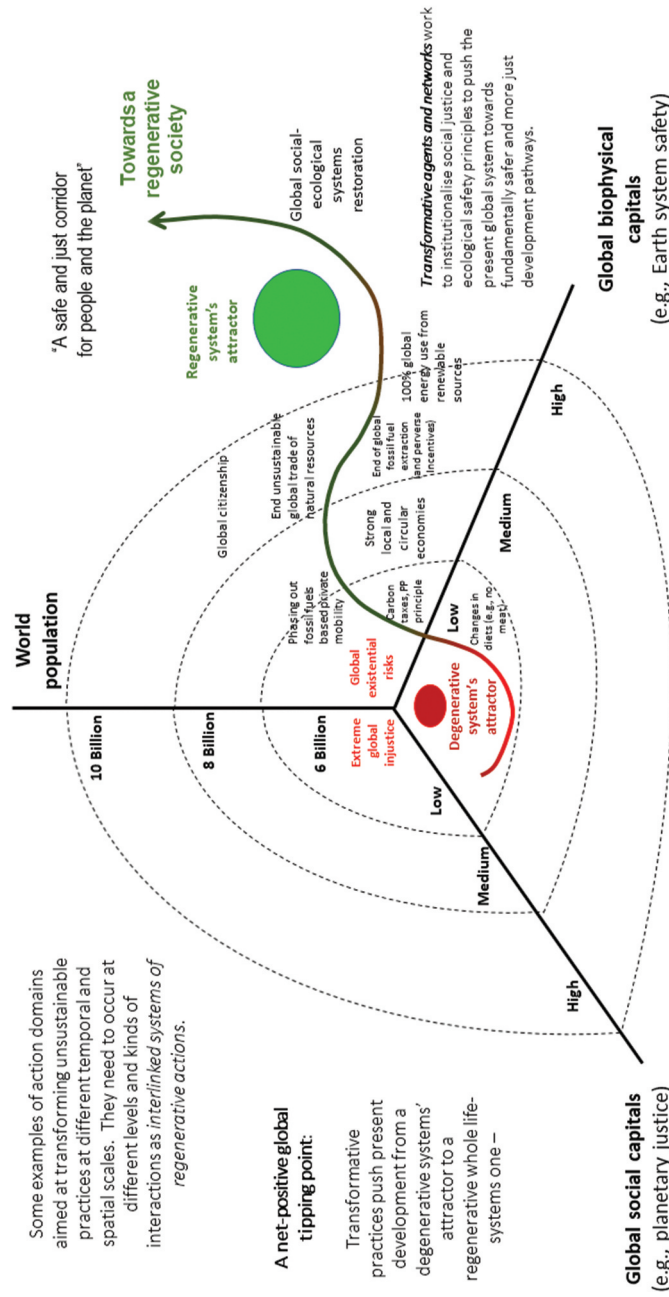 Some examples of action domains
aimed at transforming unsustainable
practices at different temporal and
spatial scales. They need to occur at
different levels and kinds of
interactions as interlinked systems of
regenerative actions.
A net-positive global
tipping point:
Transformative
practices push present
development from a
degenerative systems' 
attractor to a
regenerative whole life-
systems one –
World
population
10 Billion
8 Billion
6 Billion
Extreme
global
injustice
Global
existential
risks
Degenerative
system's
attractor
Low
Medium
High
Global social capitals
(e.g., planetary justice)
Low
Medium
High
Global biophysical
capitals
(e.g., Earth system safety)
Phasing out
fossil fuels
based private
mobility
Carbon
taxes, PP
principle
Changes in
diets (e.g., no
meat).
Global citizenship
End unsustainable
global trade of
natural resources
Strong
local and
circular
economies
End of global
fossil fuel
extraction
(and perverse
incentives)
100% global
energy use from
renewable
sources
Regenerative
system's
attractor
"A safe and just corridor
for people and the planet"
Towards a
regenerative
society
Global social-
ecological
systems
restoration
Transformative agents and networks work
to institutionalise social justice and
ecological safety principles to push the
present global system towards
fundamentally safer and more just
development pathways.